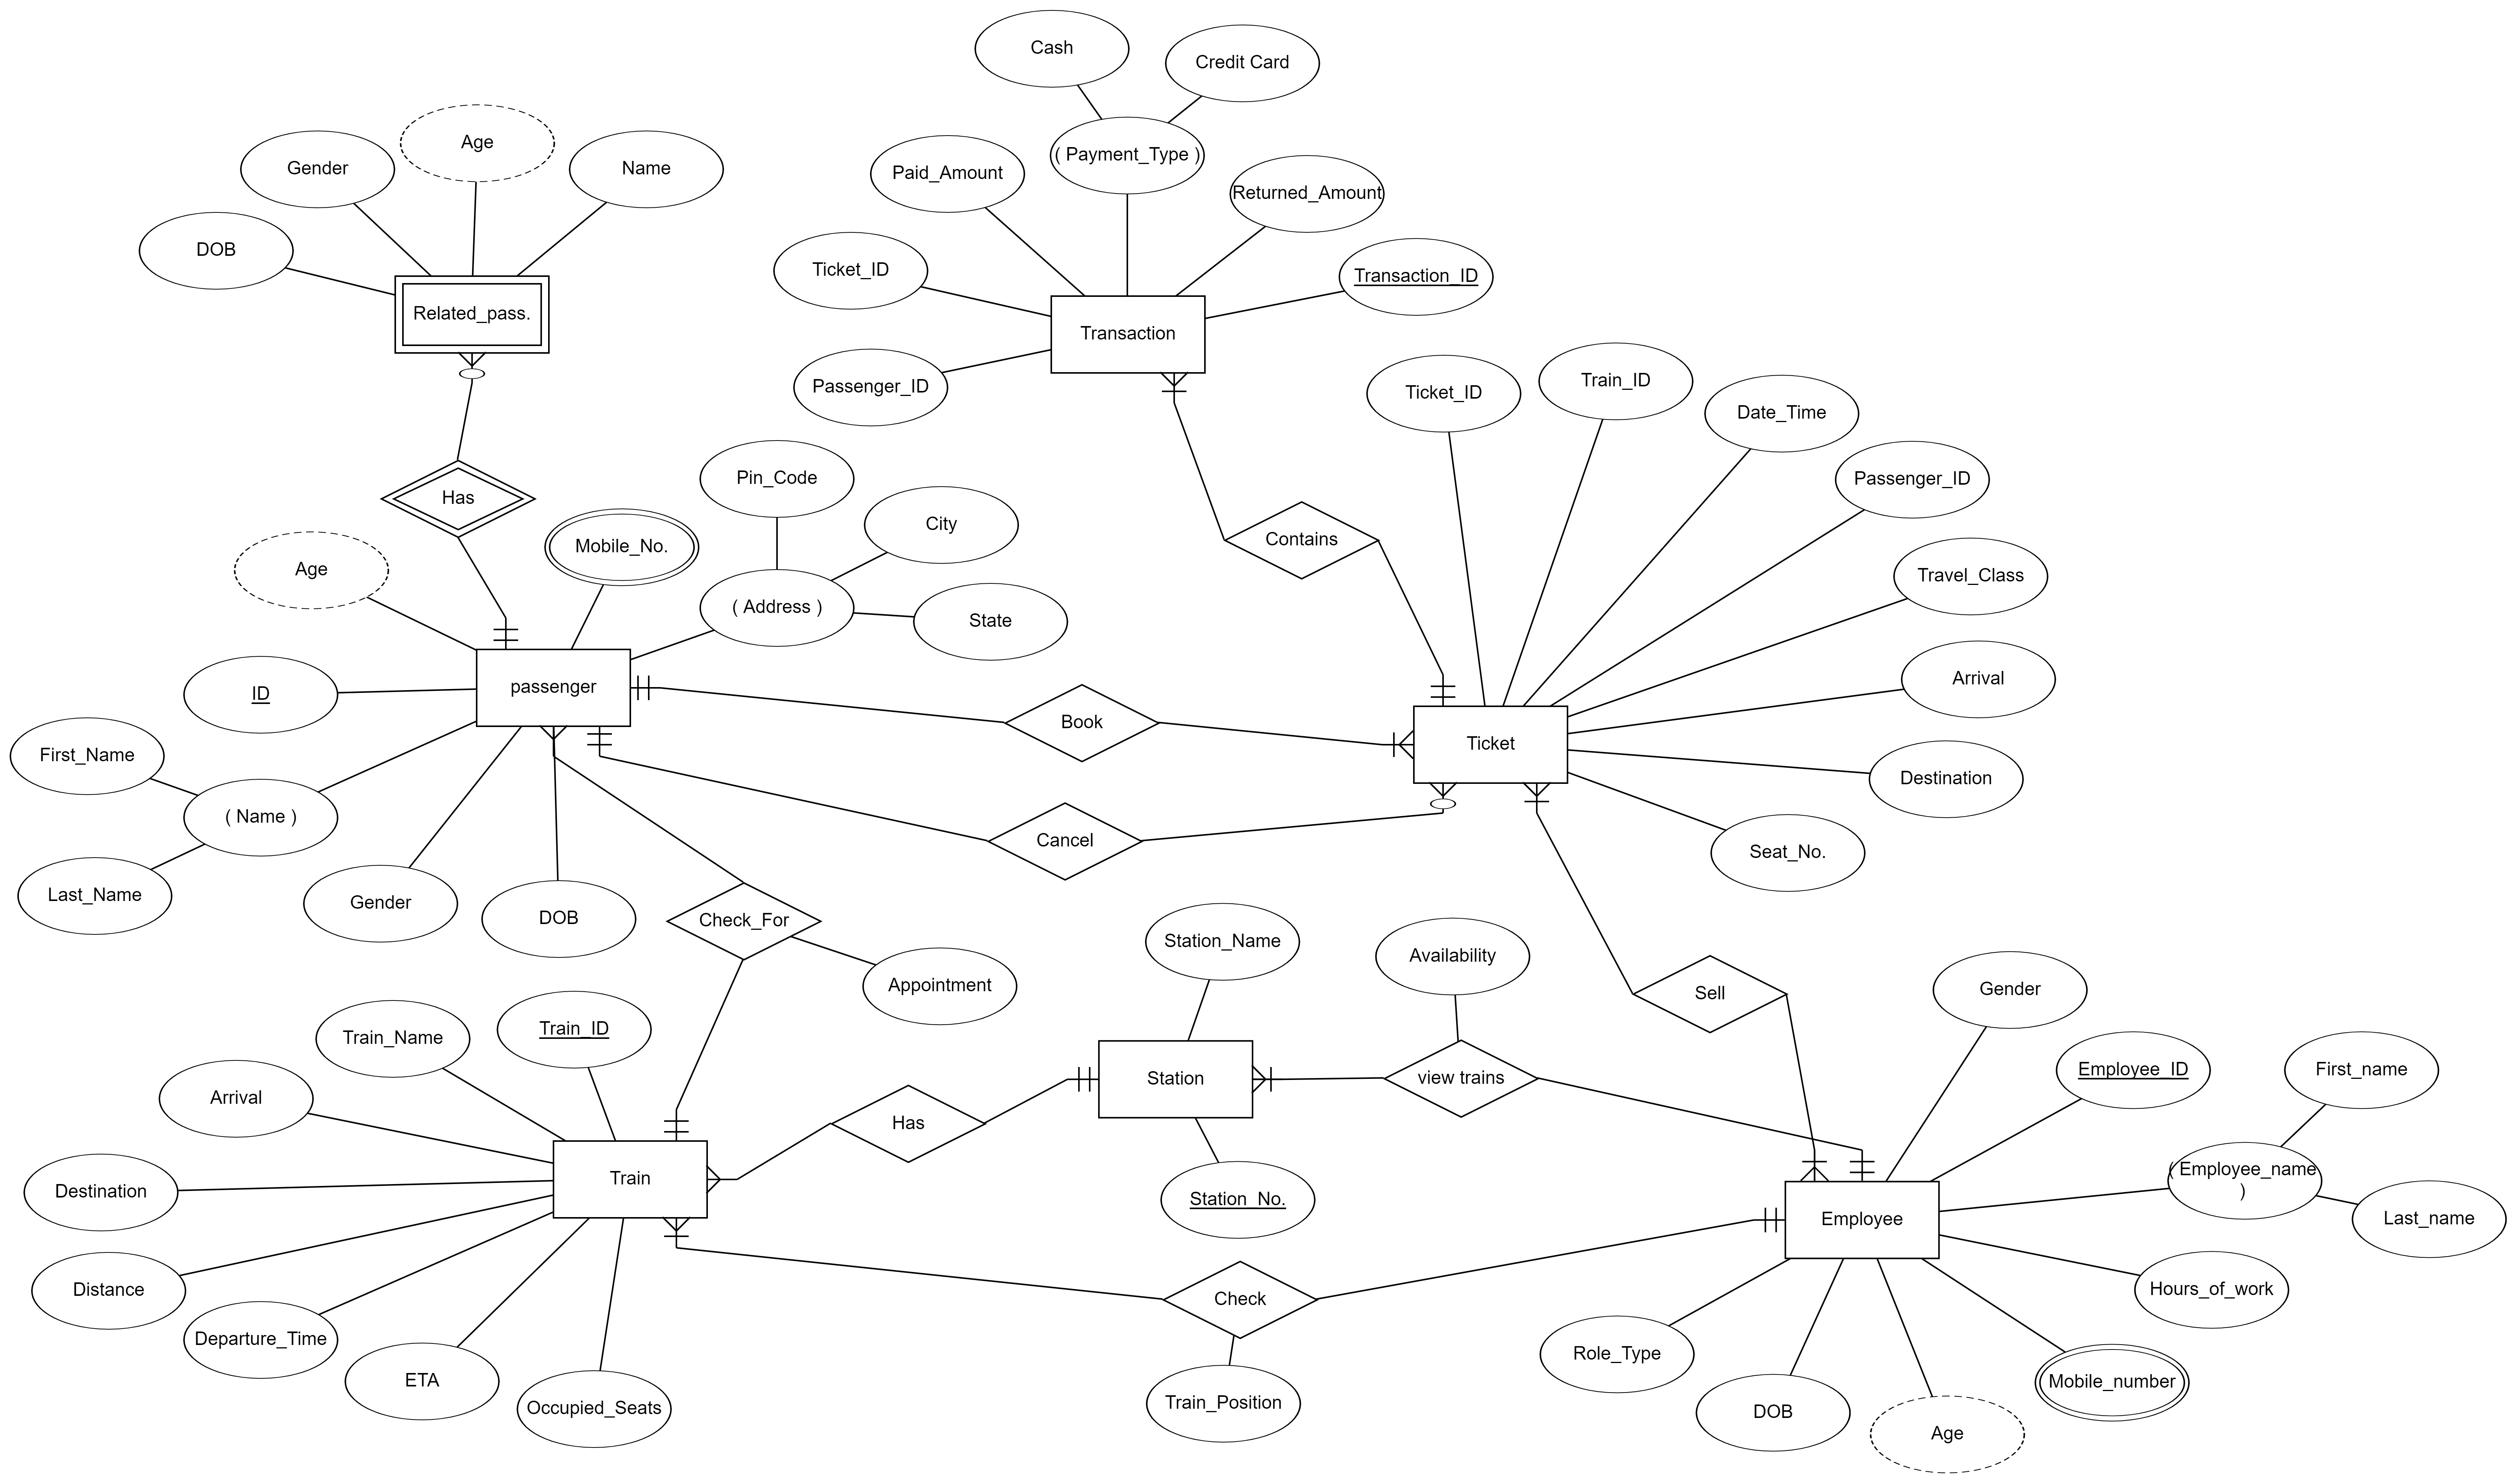 Cash
Credit Card
Age
Gender
Name
( Payment_Type )
Paid_Amount
Returned_Amount
DOB
Ticket_ID
Transaction_ID
Related_pass.
Transaction
Passenger_ID
Ticket_ID
Train_ID
Date_Time
Passenger_ID
Has
Pin_Code
City
Mobile_No.
Contains
Age
Travel_Class
( Address )
State
ID
passenger
Arrival
Book
First_Name
Ticket
Destination
( Name )
Cancel
Seat_No.
Last_Name
Gender
DOB
Check_For
Station_Name
Availability
Appointment
Sell
Gender
Train_Name
Train_ID
Employee_ID
First_name
Arrival
Station
view trains
Has
Train
( Employee_name
)
Destination
Station_No.
Employee
Last_name
Distance
Check
Hours_of_work
Departure_Time
Role_Type
ETA
Mobile_number
Occupied_Seats
Train_Position
DOB
Age